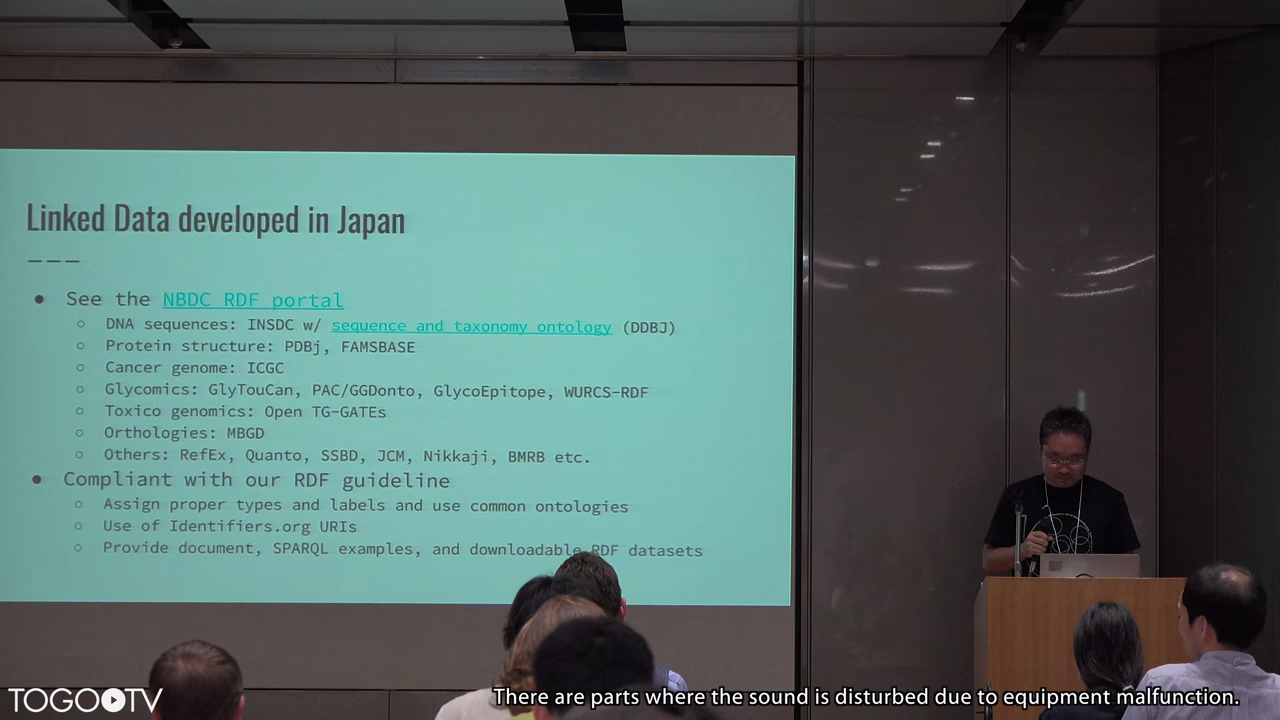 Linked Data developed in Japan
● See the NBDC RDF portal
○ DNA sequences: INSDC w/ sequence and taxonomy ontology (DDBJ)
○ Protein structure: PDBj, FAMSBASE
○ Cancer genome: ICGC
○ Glycomics: GlyTouCan, PAC/GGDonto, GlycoEpitope, WURCS-RDF
○ Toxico genomics: Open TG-GATEs
○ Orthologies: MBGD
○ Others: RefEx, Quanto, SSBD, JCM, Nikkaji, BMRB etc.
● Compliant with our RDF guideline
○ Assign proper types and labels and use common ontologies
○ Use of Identifiers.org URIs
○ Provide document, SPARQL examples, and downloadable RDF datasets
TOGO TV
There are parts where the sound is disturbed due to equipment malfunction.